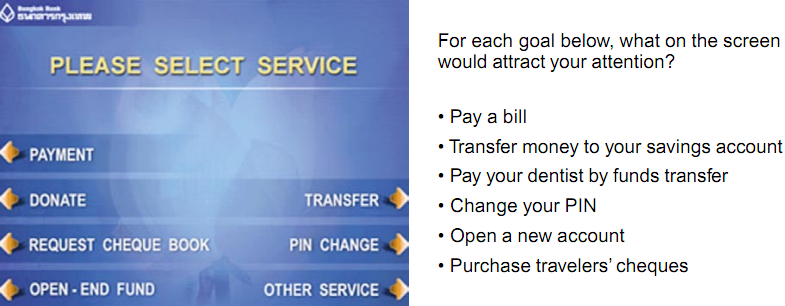 Bangkok Bank
ธนาคารกรุงเทพ
PLEASE SELECT SERVICE
PAYMENT
DONATE
TRANSFER
REQUEST CHEQUE BOOK
PIN CHANGE
OPEN - END FUND
OTHER SERVICE
For each goal below, what on the screen
would attract your attention?
• Pay a bill
• Transfer money to your savings account
• Pay your dentist by funds transfer
• Change your PIN
• Open a new account
• Purchase travelers’ cheques